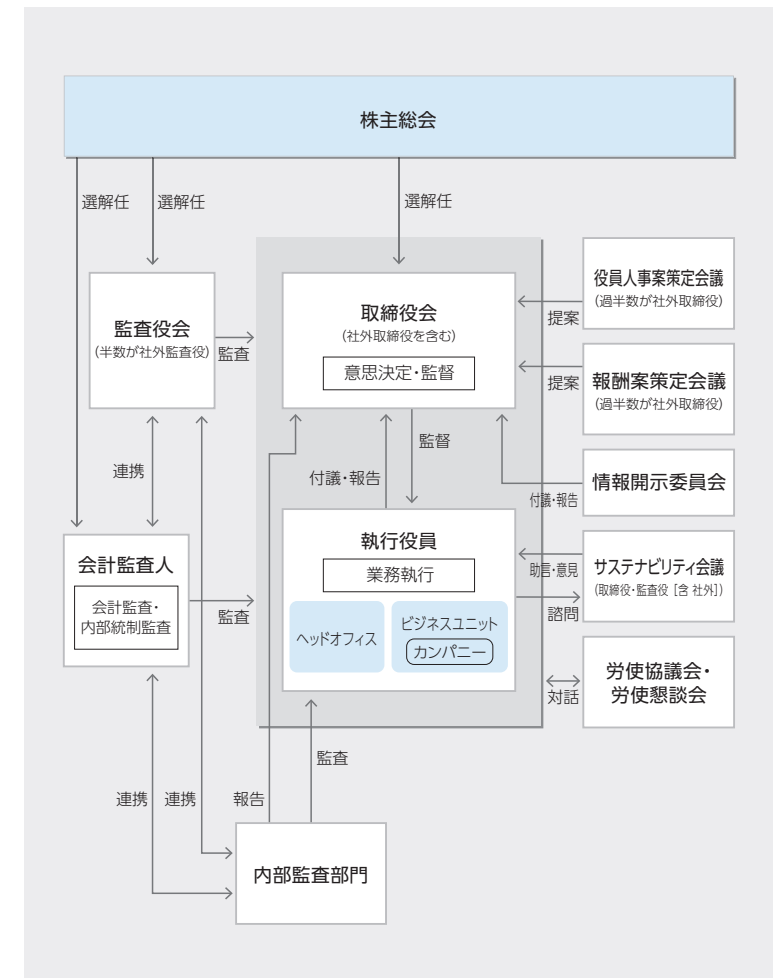 株主総会
選解任
選解任
選解任
監査役会
(半数が社外監査役)
監査
取締役会
(社外取締役を含む)
意思決定・監督
役員人事案策定会議
(過半数が社外取締役)
提案
報酬案策定会議
(過半数が社外取締役)
提案
連携
付議・報告
監督
情報開示委員会
付議・報告
会計監査人
会計監査・
内部統制監査
監査
執行役員
業務執行
ヘッドオフィス
ビジネスユニット
カンパニー
助言・意見
サステナビリティ会議
(取締役・監査役 [含 社外])
諮問
労使協議会・
労使懇談会
対話
監査
連携
連携
報告
内部監査部門